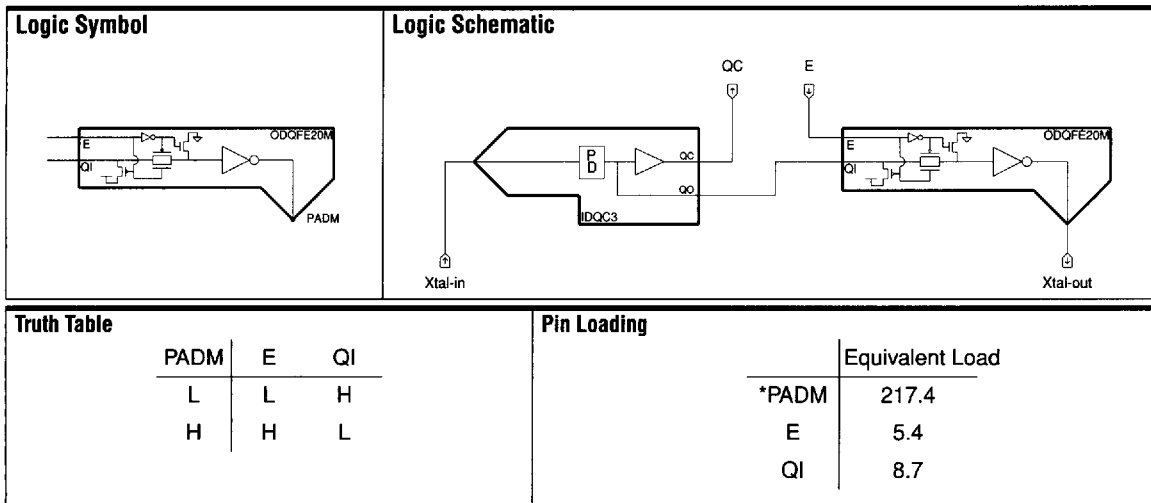 Logic Symbol
E
QI
ODQFE20M
PADM
Logic Schematic
QC
E
PD
QC
QO
IDQC3
E
QI
ODQFE20M
Xtal-in
Xtal-out
Truth Table
PADM E QI
L L H
H H L
Pin Loading
Equivalent Load
*PADM 217.4
E 5.4
QI 8.7